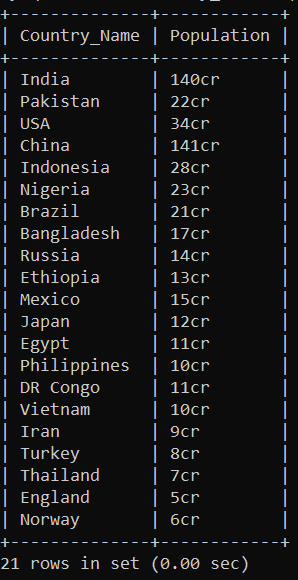 +--------------+------------+
| Country_Name | Population |
+--------------+------------+
| India        | 140cr      |
| Pakistan     | 22cr       |
| USA          | 34cr       |
| China        | 141cr      |
| Indonesia    | 28cr       |
| Nigeria      | 23cr       |
| Brazil       | 21cr       |
| Bangladesh   | 17cr       |
| Russia       | 14cr       |
| Ethiopia     | 13cr       |
| Mexico       | 15cr       |
| Japan        | 12cr       |
| Egypt        | 11cr       |
| Philippines  | 10cr       |
| DR Congo     | 11cr       |
| Vietnam      | 10cr       |
| Iran         | 9cr        |
| Turkey       | 8cr        |
| Thailand     | 7cr        |
| England      | 5cr        |
| Norway       | 6cr        |
+--------------+------------+
21 rows in set (0.00 sec)